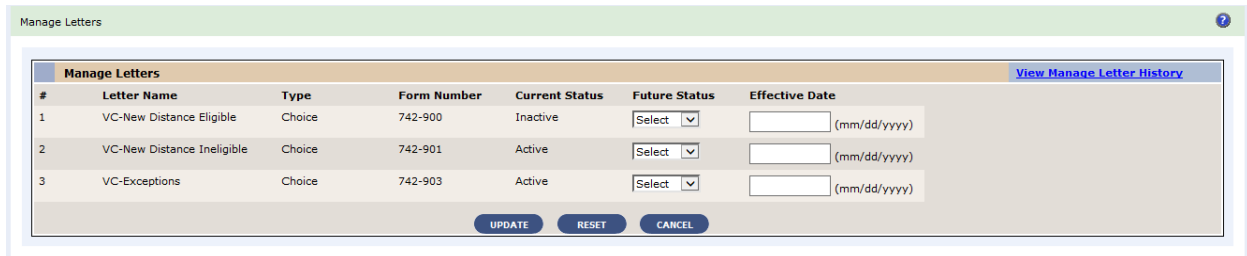 Manage Letters
?
Manage Letters View Manage Letter History
# Letter Name Type Form Number Current Status Future Status Effective Date
1 VC-New Distance Eligible Choice 742-900 Inactive Select (mm/dd/yyyy)
2 VC-New Distance Ineligible Choice 742-901 Active Select (mm/dd/yyyy)
3 VC-Exceptions Choice 742-903 Active Select (mm/dd/yyyy)
UPDATE RESET CANCEL